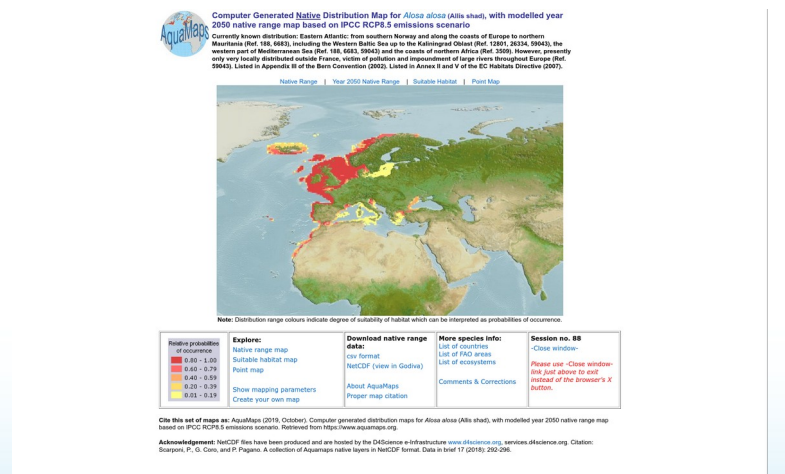 AquaMaps
Computer Generated Native Distribution Map for Alosa alosa (Allis shad), with modelled year
2050 native range map based on IPCC RCP8.5 emissions scenario
Currently known distribution: Eastern Atlantic: from southern Norway and along the coasts of Europe to northern
Mauritania (Ref. 188, 6683), including the Western Baltic Sea up to the Kaliningrad Oblast (Ref. 12801, 26334, 59043), the
western part of Mediterranean Sea (Ref. 188, 6683, 59043) and the coasts of northern Africa (Ref. 3509). However, presently
only very locally distributed outside France, victim of pollution and impoundment of large rivers throughout Europe (Ref.
59043). Listed in Appendix III of the Bern Convention (2002). Listed in Annex II and V of the EC Habitats Directive (2007).
Native Range | Year 2050 Native Range | Suitable Habitat | Point Map
Note: Distribution range colours indicate degree of suitability of habitat which can be interpreted as probabilities of occurrence.
Relative probabilities
of occurrence
0.80 - 1.00
0.60 - 0.79
0.40 - 0.59
0.20 - 0.39
0.01 - 0.19
Explore:
Native range map
Suitable habitat map
Point map
Show mapping parameters
Create your own map
Download native range
data:
csv format
NetCDF (view in Godiva)
About AquaMaps
Proper map citation
More species info:
List of countries
List of FAO areas
List of ecosystems
Comments & Corrections
Session no. 88
-Close window-
Please use -Close window-
link just above to exit
instead of the browser's X
button.
Cite this set of maps as: AquaMaps (2019, October). Computer generated distribution maps for Alosa alosa (Allis shad), with modelled year 2050 native range map
based on IPCC RCP8.5 emissions scenario. Retrieved from https://www.aquamaps.org.
Acknowledgement: NetCDF files have been produced and are hosted by the D4Science e-Infrastructure www.d4science.org, services.d4science.org. Citation:
Scarponi, P., G. Coro, and P. Pagano. A collection of Aquamaps native layers in NetCDF format. Data in brief 17 (2018): 292-296.